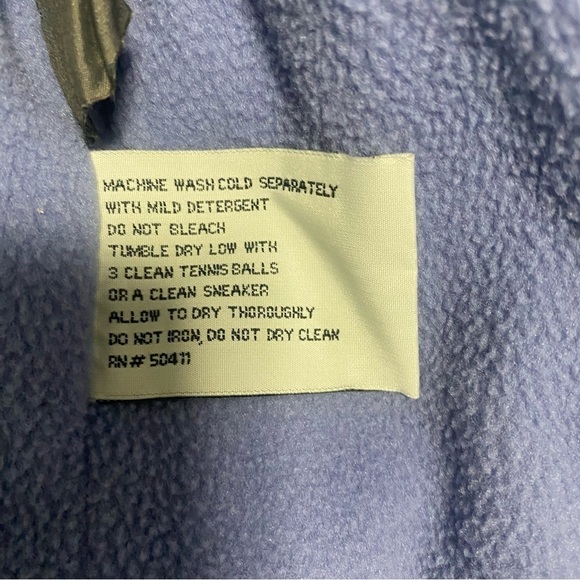 MACHINE WASH COLD SEPARATELY
WITH MILD DETERGENT
DO NOT BLEACH
TUMBLE DRY LOW WITH
3 CLEAN TENNIS BALLS
OR A CLEAN SNEAKER
ALLOW TO DRY THOROUGHLY
DO NOT IRON, DO NOT DRY CLEAN
RN# 50411